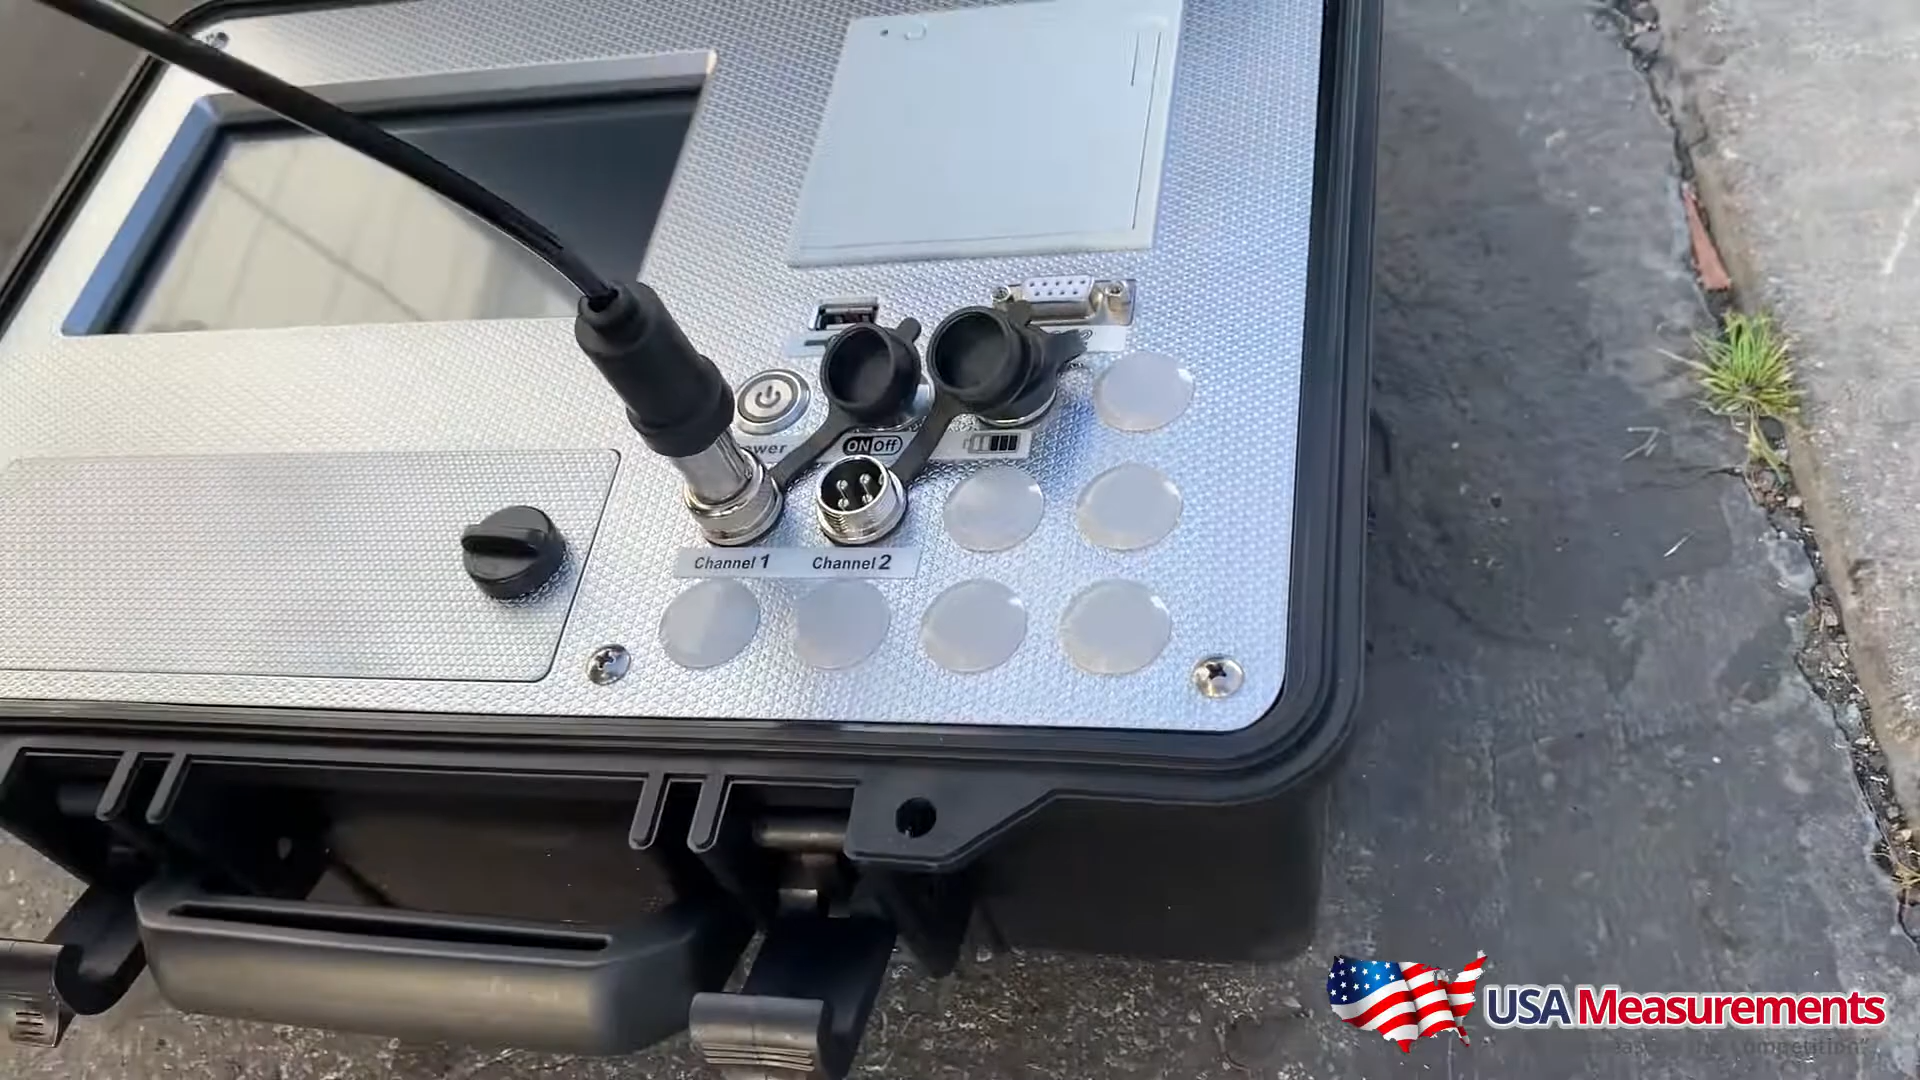 ower
ON Off
Channel 1
Channel 2
USA Measurements